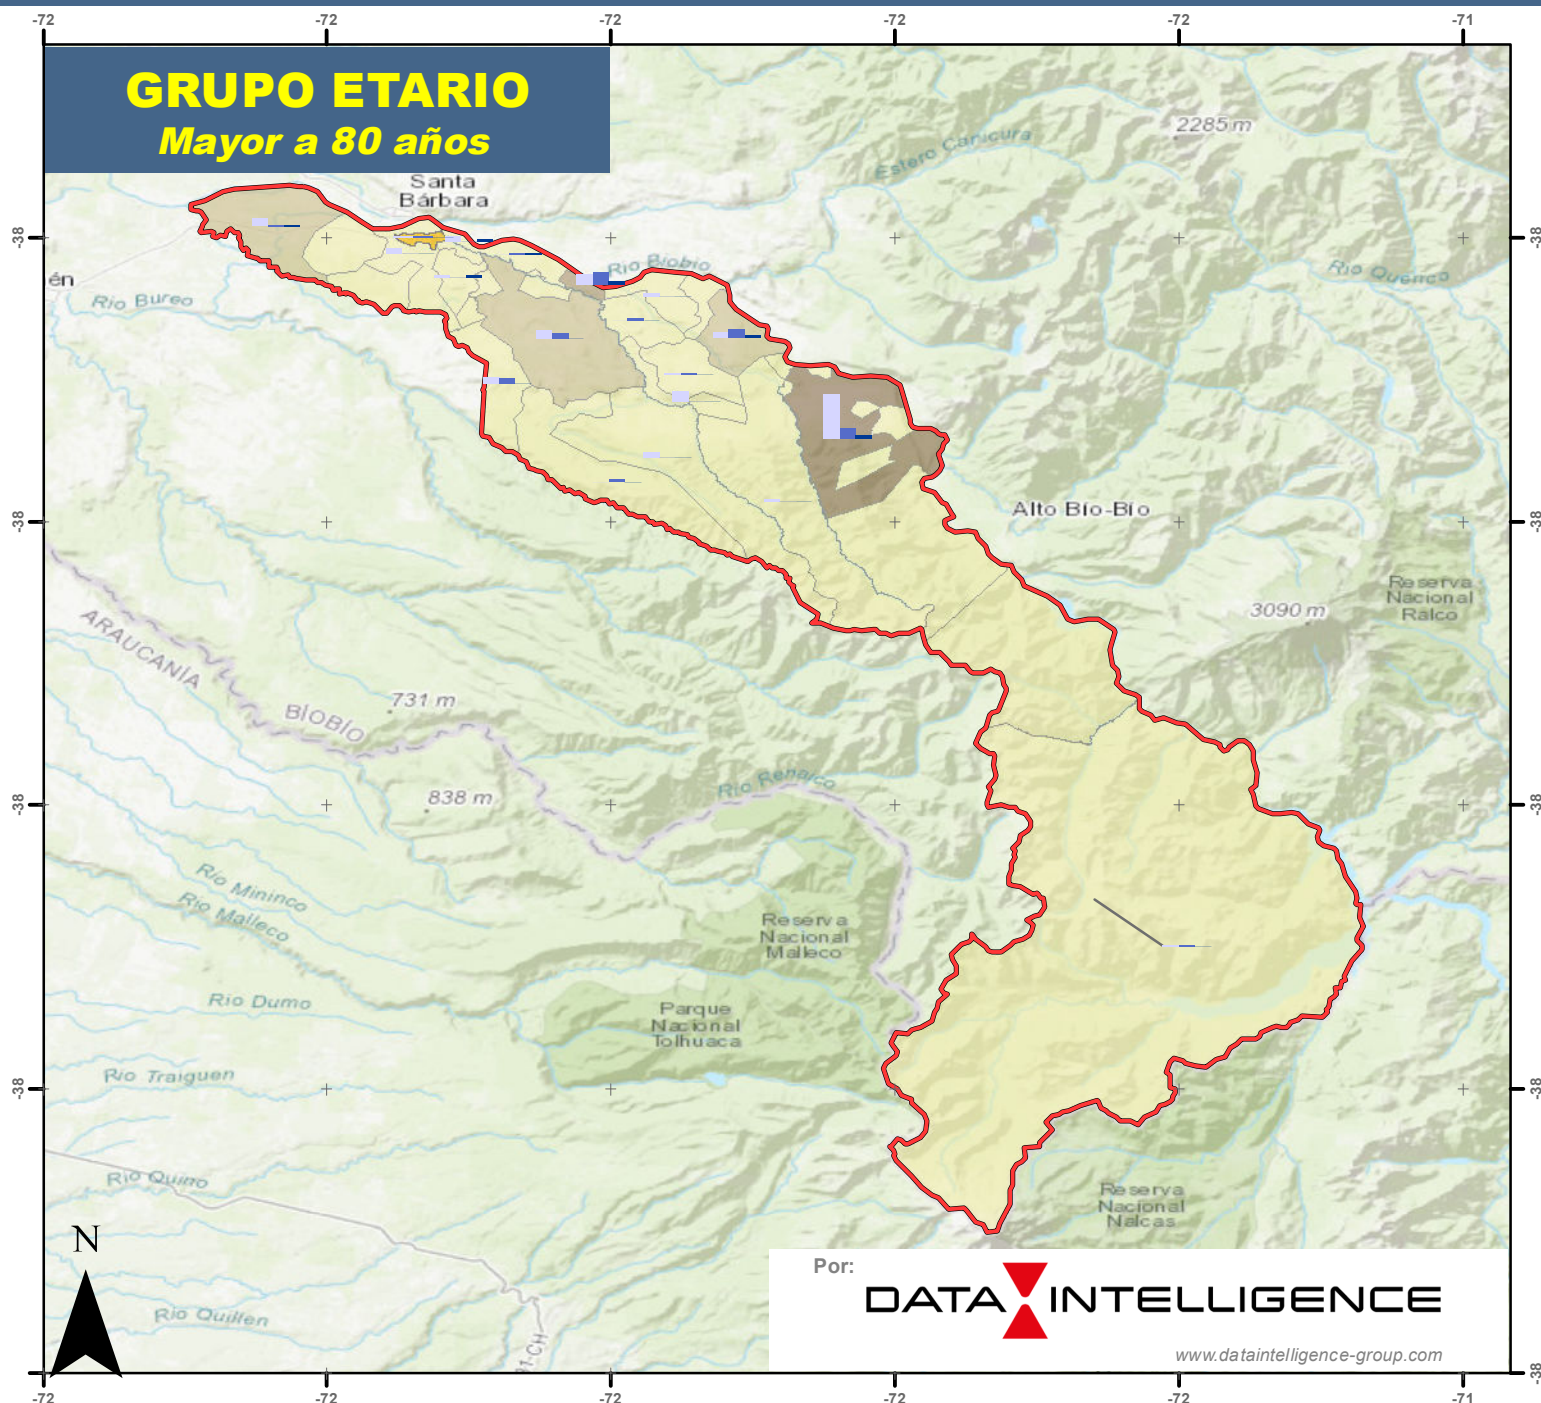 -72
-72
-72
-72
-72
-71
GRUPO ETARIO
Mayor a 80 años
2285 m
Estero Canicura
Santa
Bárbara
-38
-38
Río Biobío
Río Queuco
én
Río Bureo
Alto Bío-Bío
-38
-38
Reserva
Nacional
Ralco
3090 m
ARAUCANÍA
BÍOBÍO
731 m
Río Renaico
838 m
-38
-38
Río Mininco
Río Malleco
Reserva
Nacional
Malleco
Río Dumo
Parque
Nacional
Tolhuaca
Río Traiguen
-38
-38
Río Quino
Reserva
Nacional
Nalcas
N
Por:
DATA INTELLIGENCE
www.dataintelligence-group.com
Río Quillen
-38
-38
-72
-72
-72
-72
-72
-71